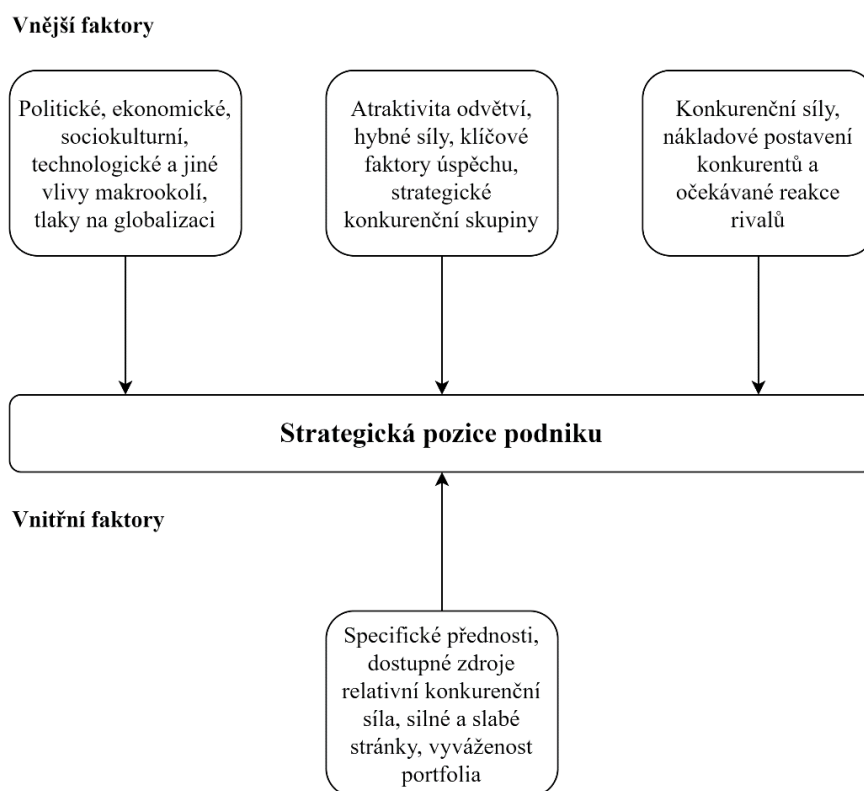 Vnější faktory
Politické, ekonomické,
sociokulturní,
technologické a jiné
vlivy makrookolí,
tlaky na globalizaci
Atraktivita odvětví,
hybné síly, klíčové
faktory úspěchu,
strategické
konkurenční skupiny
Konkurenční síly,
nákladové postavení
konkurentů a
očekávané reakce
rivalů
Strategická pozice podniku
Vnitřní faktory
Specifické přednosti,
dostupné zdroje
relativní konkurenční
síla, silné a slabé
stránky, vyváženost
portfolia